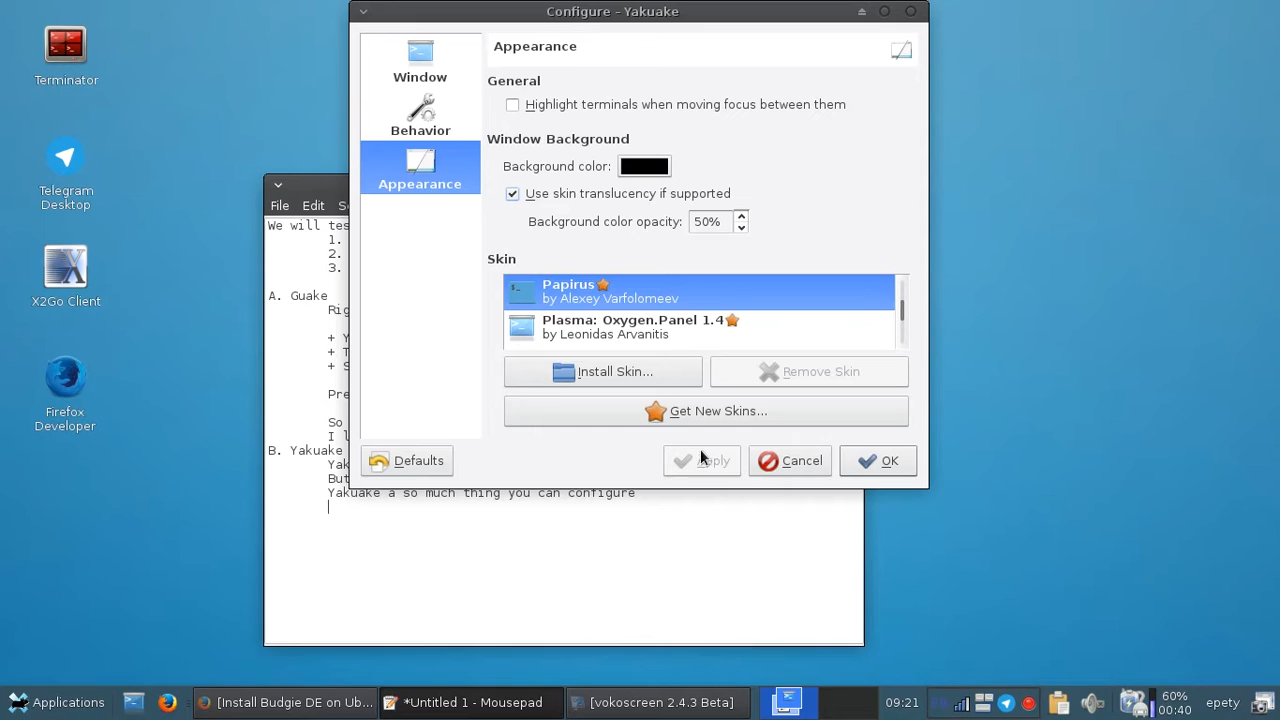 Configure - Yakuake
Terminator
Telegram
Desktop
X2Go Client
Firefox
Developer
Window
Behavior
Appearance
Appearance
General
Highlight terminals when moving focus between them
Window Background
Background color:
Use skin translucency if supported
Background color opacity: 50%
Skin
Papirus
by Alexey Varfolomeev
Plasma: Oxygen.Panel 1.4
by Leonidas Arvanitis
Install Skin...
Remove Skin
Get New Skins...
Defaults
Apply
Cancel
OK
File Edit
We will tes
1.
2.
3.
A. Guake
+ Y
+ T
+ S
Pre
So
I l
B. Yakuake
Yak
But
Yakuake a so much thing you can configure
Applications
[Install Budgie DE on Ub...
*Untitled 1 - Mousepad
[vokoscreen 2.4.3 Beta]
09:21
60%
00:40
epety